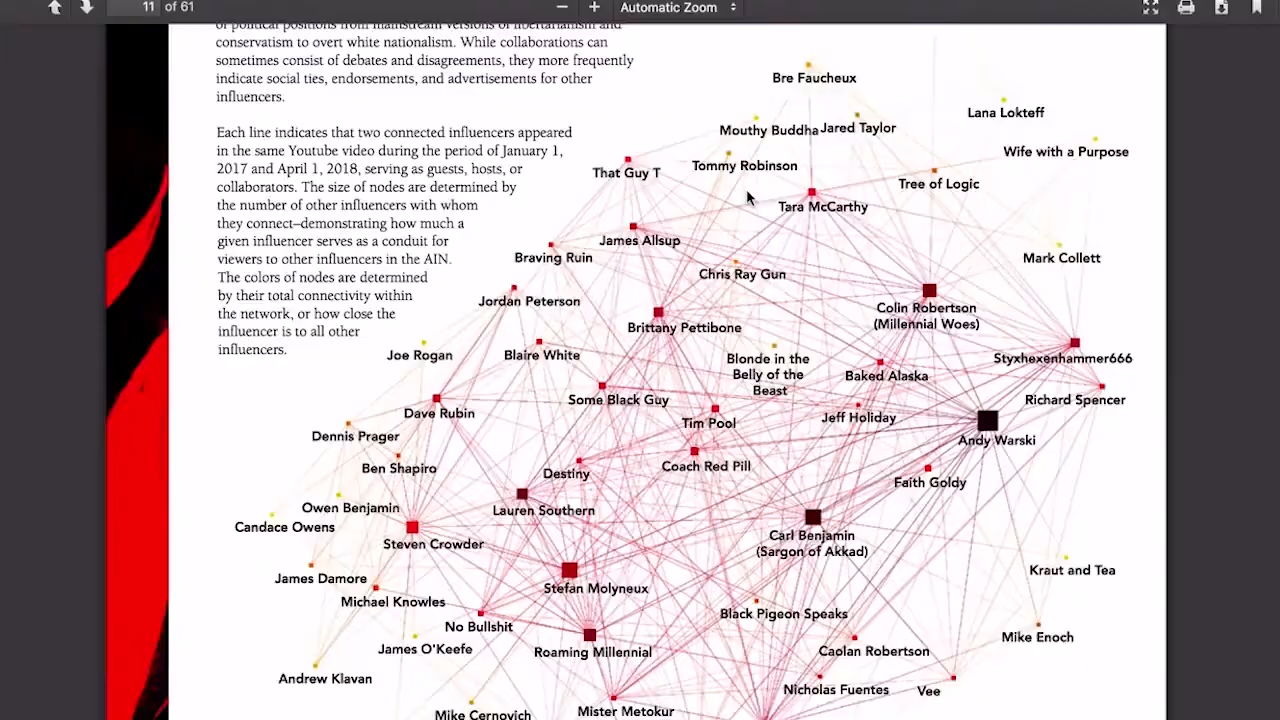 11 of 61
Automatic Zoom
of political positions from mainstream versions of libertarianism and
conservatism to overt white nationalism. While collaborations can
sometimes consist of debates and disagreements, they more frequently
indicate social ties, endorsements, and advertisements for other
influencers.
Each line indicates that two connected influencers appeared
in the same Youtube video during the period of January 1,
2017 and April 1, 2018, serving as guests, hosts, or
collaborators. The size of nodes are determined by
the number of other influencers with whom
they connect–demonstrating how much a
given influencer serves as a conduit for
viewers to other influencers in the AIN.
The colors of nodes are determined
by their total connectivity within
the network, or how close the
influencer is to all other
influencers.
Bre Faucheux
Lana Lokteff
Mouthy Buddha
Jared Taylor
Wife with a Purpose
Tommy Robinson
That Guy T
Tree of Logic
Tara McCarthy
James Allsup
Braving Ruin
Mark Collett
Chris Ray Gun
Jordan Peterson
Colin Robertson
(Millennial Woes)
Brittany Pettibone
Joe Rogan
Blaire White
Blonde in the
Belly of the
Beast
Styxhexenhammer666
Baked Alaska
Some Black Guy
Richard Spencer
Dave Rubin
Tim Pool
Jeff Holiday
Dennis Prager
Andy Warski
Ben Shapiro
Destiny
Coach Red Pill
Faith Goldy
Owen Benjamin
Lauren Southern
Candace Owens
Steven Crowder
Carl Benjamin
(Sargon of Akkad)
James Damore
Kraut and Tea
Stefan Molyneux
Michael Knowles
Black Pigeon Speaks
No Bullshit
Mike Enoch
James O'Keefe
Roaming Millennial
Caolan Robertson
Andrew Klavan
Nicholas Fuentes
Vee
Mike Cernovich
Mister Metokur